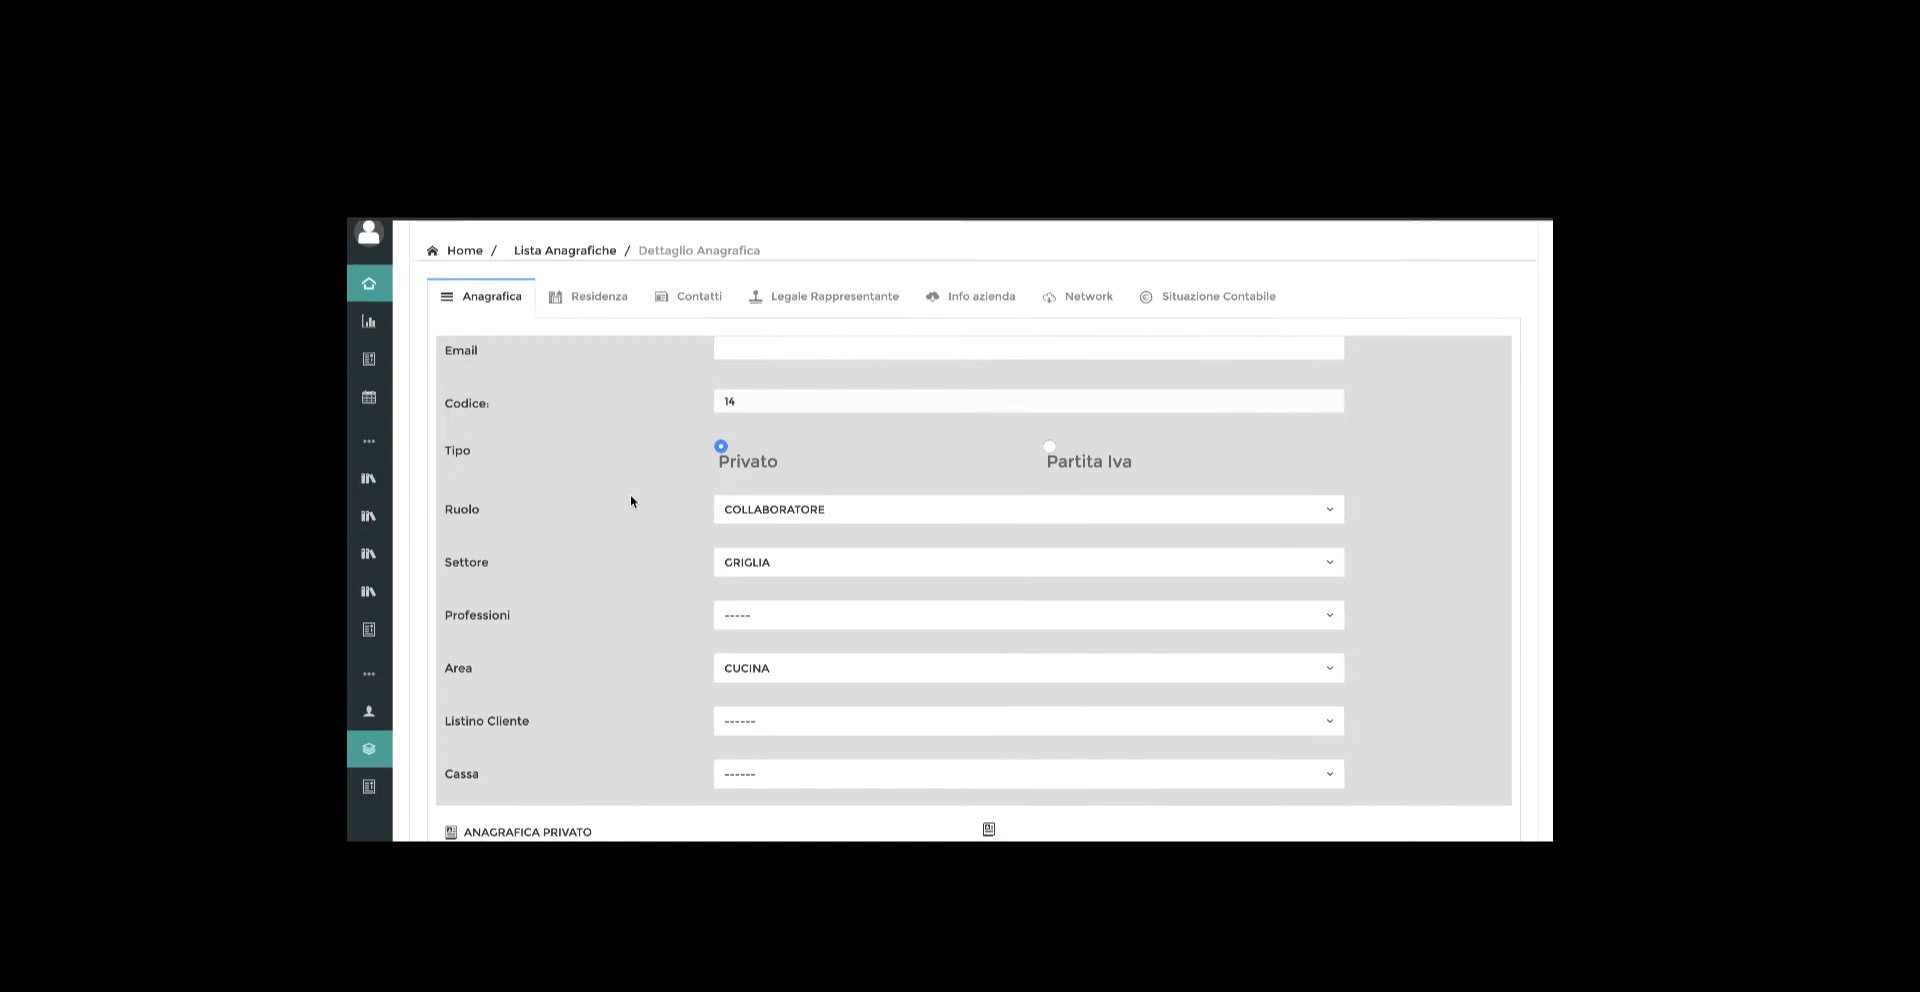 Home / Lista Anagrafiche / Dettaglio Anagrafica
Anagrafica Residenza Contatti Legale Rappresentante Info azienda Network Situazione Contabile
Email
Codice: 14
Tipo Privato Partita Iva
Ruolo COLLABORATORE
Settore GRIGLIA
Professioni -----
Area CUCINA
Listino Cliente ------
Cassa ------
ANAGRAFICA PRIVATO